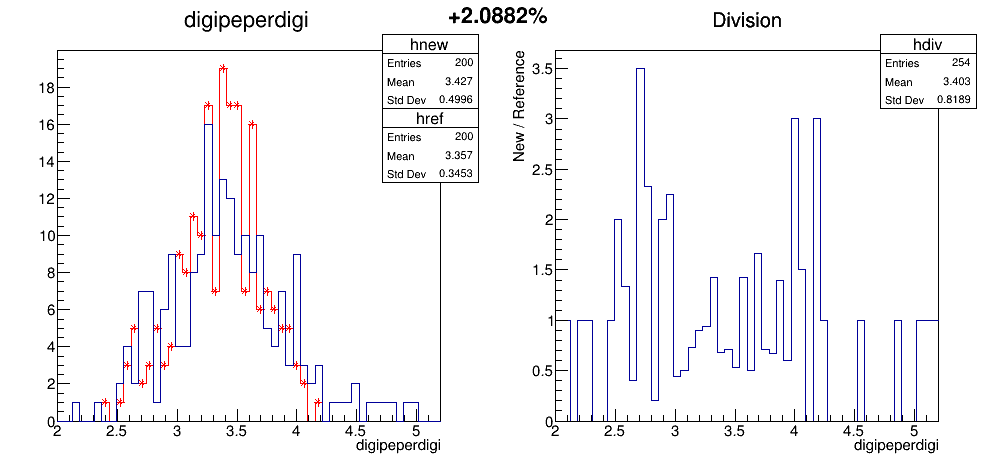 digipeperdigi
+2.0882%
Division
hnew
Entries 200
Mean 3.427
Std Dev 0.4996
href
Entries 200
Mean 3.357
Std Dev 0.3453
18
16
14
12
10
8
6
4
2
0
2 2.5 3 3.5 4 4.5 5
digipeperdigi
hdiv
Entries 254
Mean 3.403
Std Dev 0.8189
New / Reference
3.5
3
2.5
2
1.5
1
0.5
0
2 2.5 3 3.5 4 4.5 5
digipeperdigi